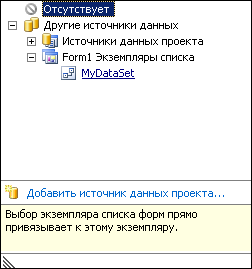 Отсутствует
Другие источники данных
Источники данных проекта
Form1 Экземпляры списка
MyDataSet
Добавить источник данных проекта...
Выбор экземпляра списка форм прямо
привязывает к этому экземпляру.